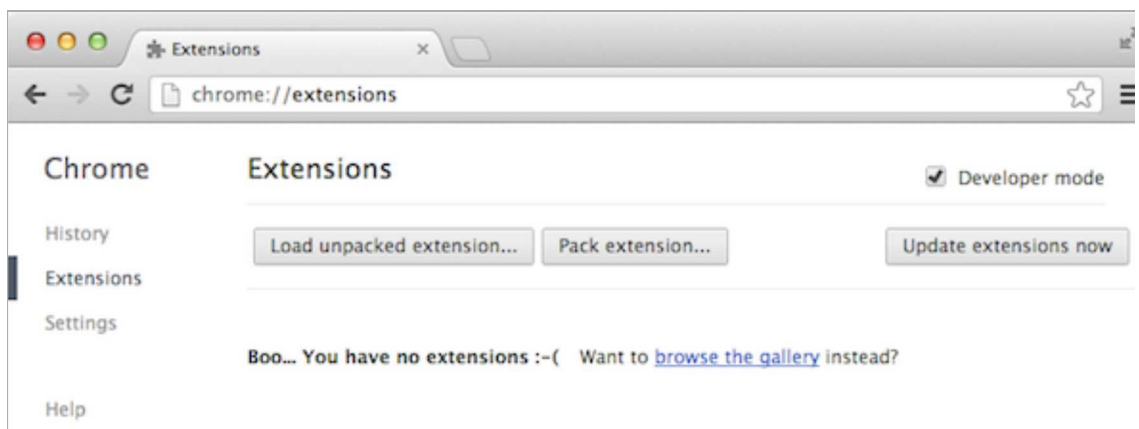 Extensions
chrome://extensions
Chrome
Extensions
Developer mode
History
Load unpacked extension...
Pack extension...
Update extensions now
Extensions
Settings
Boo... You have no extensions :-( Want to browse the gallery instead?
Help